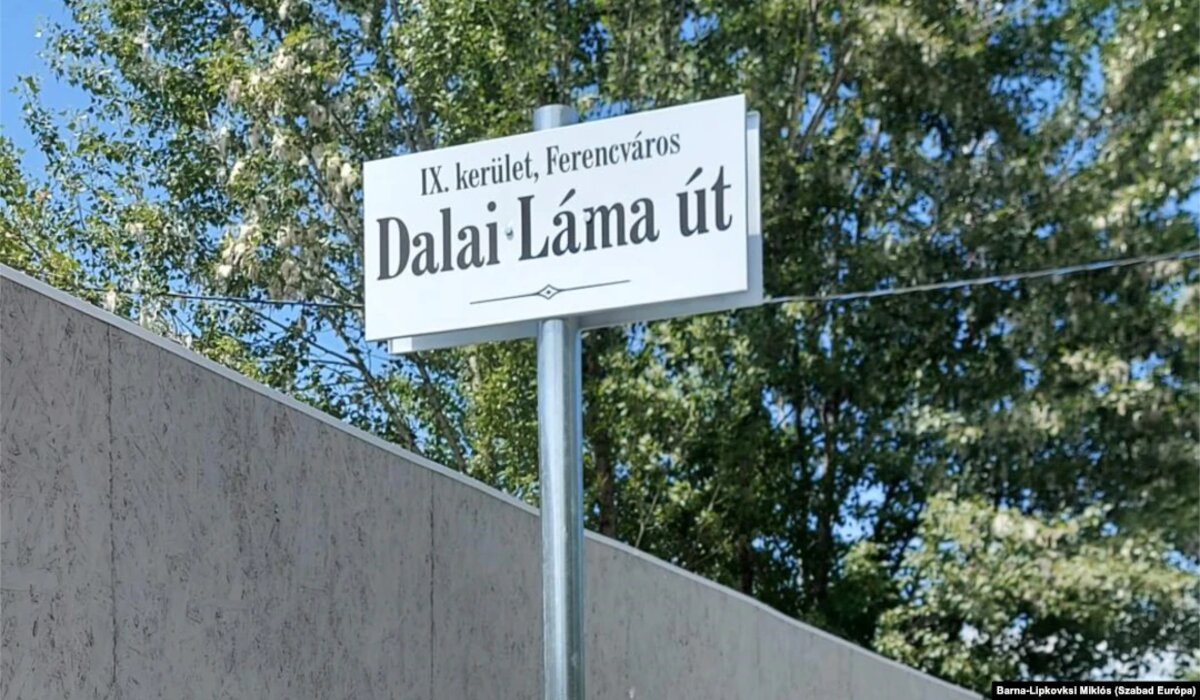 IX. kerület, Ferencváros
Dalai Láma út
Barna-Lipkovksi Miklós (Szabad Európa)